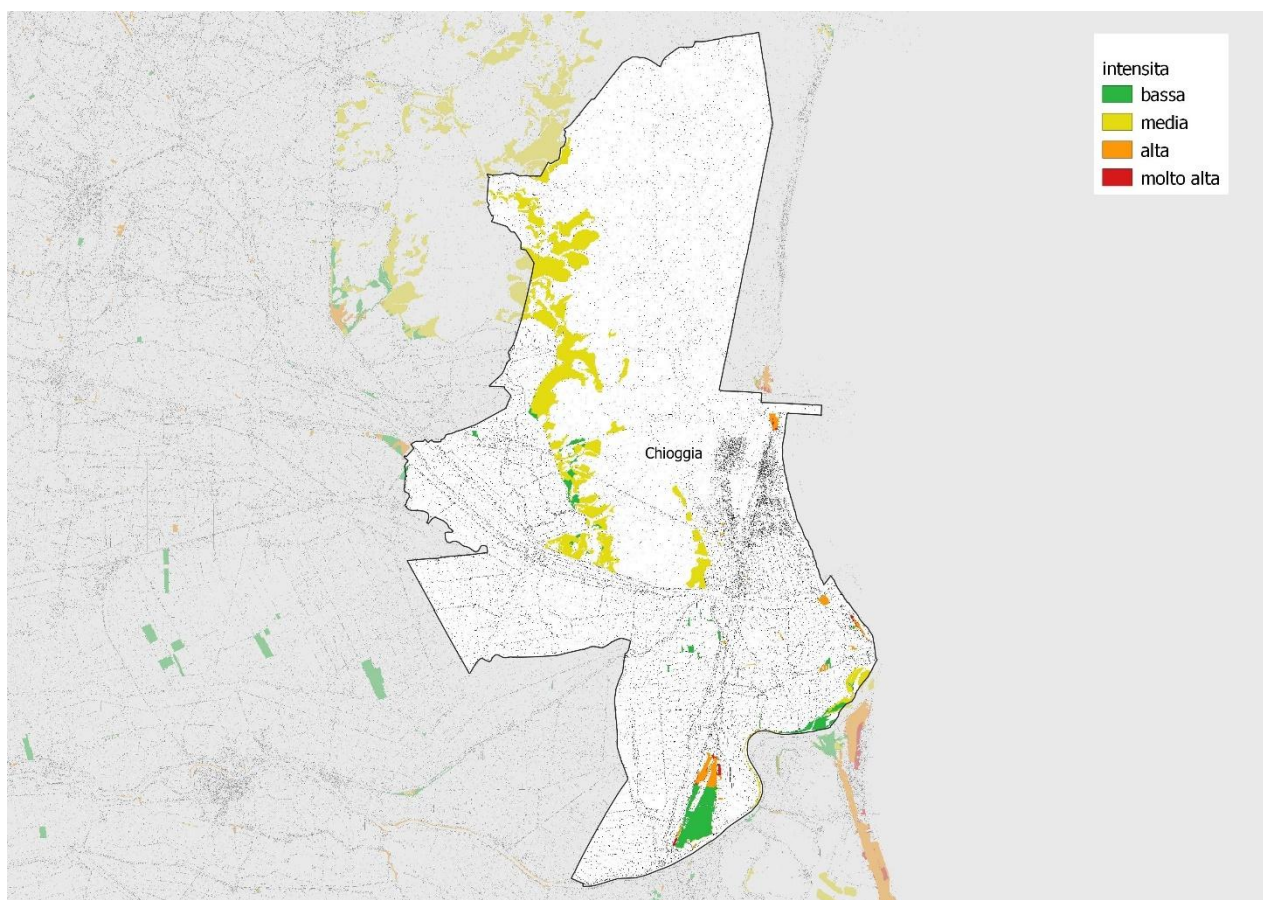 intensita
bassa
media
alta
molto alta
Chioggia